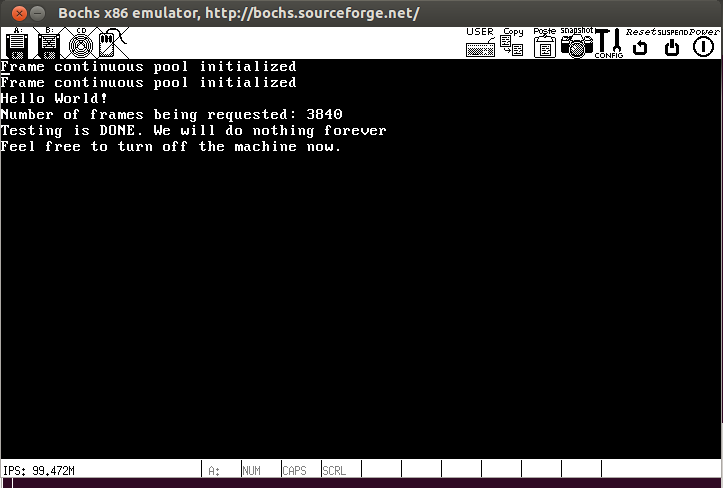 Bochs x86 emulator, http://bochs.sourceforge.net/
A: B: CD USER Copy Paste snapshot CONFIG Reset SUSPEND Power
Frame continuous pool initialized
Frame continuous pool initialized
Hello World!
Number of frames being requested: 3840
Testing is DONE. We will do nothing forever
Feel free to turn off the machine now.
IPS: 99.472M A: NUM CAPS SCRL